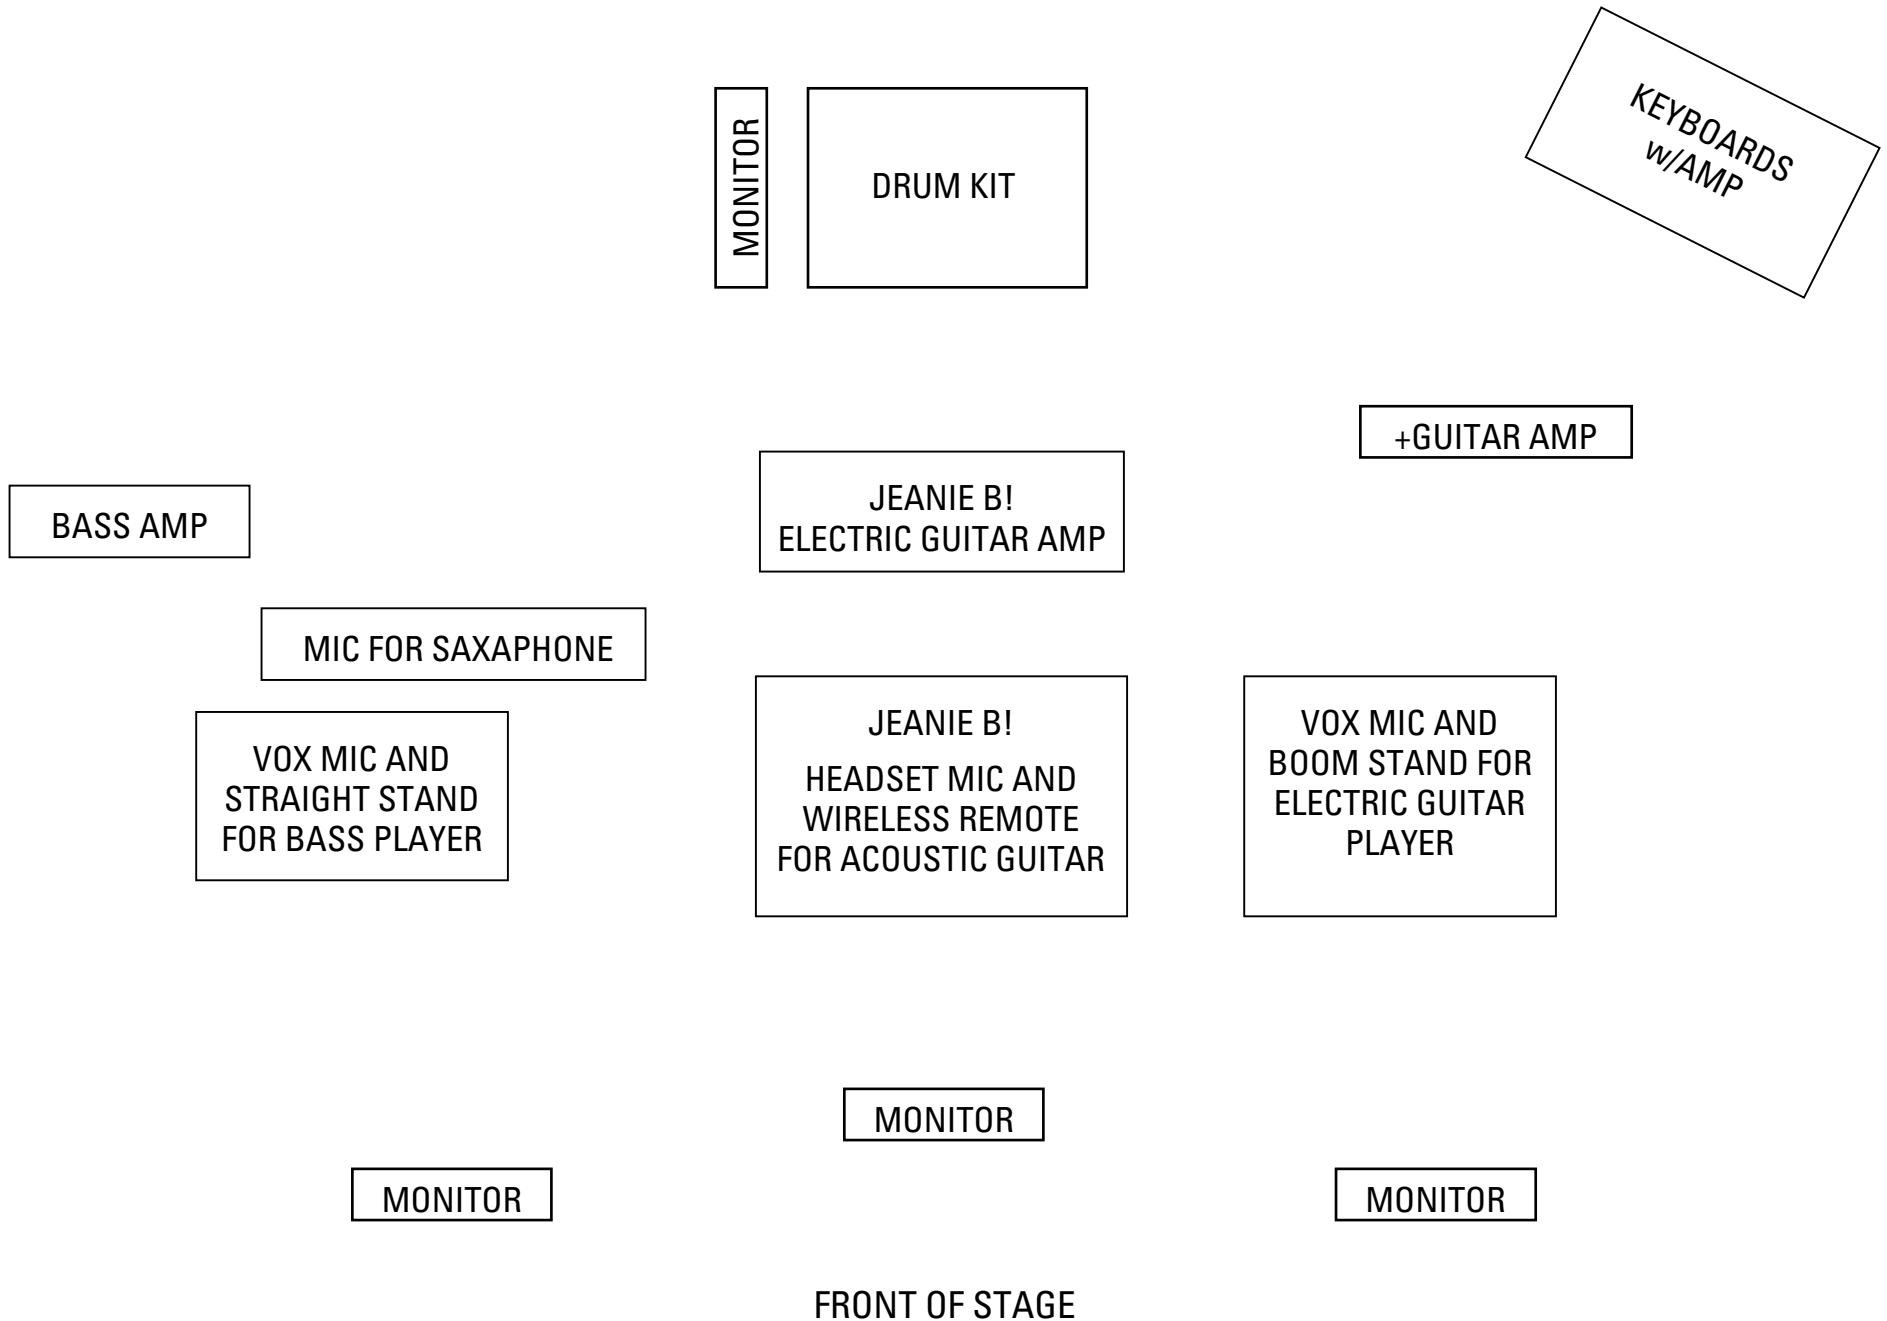 KEYBOARDS
w/AMP
MONITOR
DRUM KIT
+GUITAR AMP
JEANIE B!
ELECTRIC GUITAR AMP
BASS AMP
MIC FOR SAXAPHONE
VOX MIC AND
STRAIGHT STAND
FOR BASS PLAYER
JEANIE B!
HEADSET MIC AND
WIRELESS REMOTE
FOR ACOUSTIC GUITAR
VOX MIC AND
BOOM STAND FOR
ELECTRIC GUITAR
PLAYER
MONITOR
MONITOR
MONITOR
FRONT OF STAGE